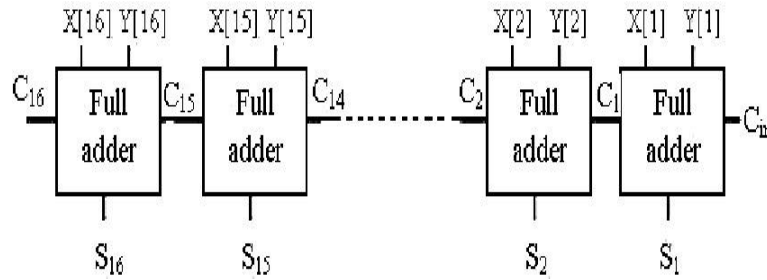 X[16] Y[16] X[15] Y[15] X[2] Y[2] X[1] Y[1]
C₁₆ Full adder C₁₅ Full adder C₁₄ C₂ Full adder C₁ Full adder C_in
S₁₆ S₁₅ S₂ S₁